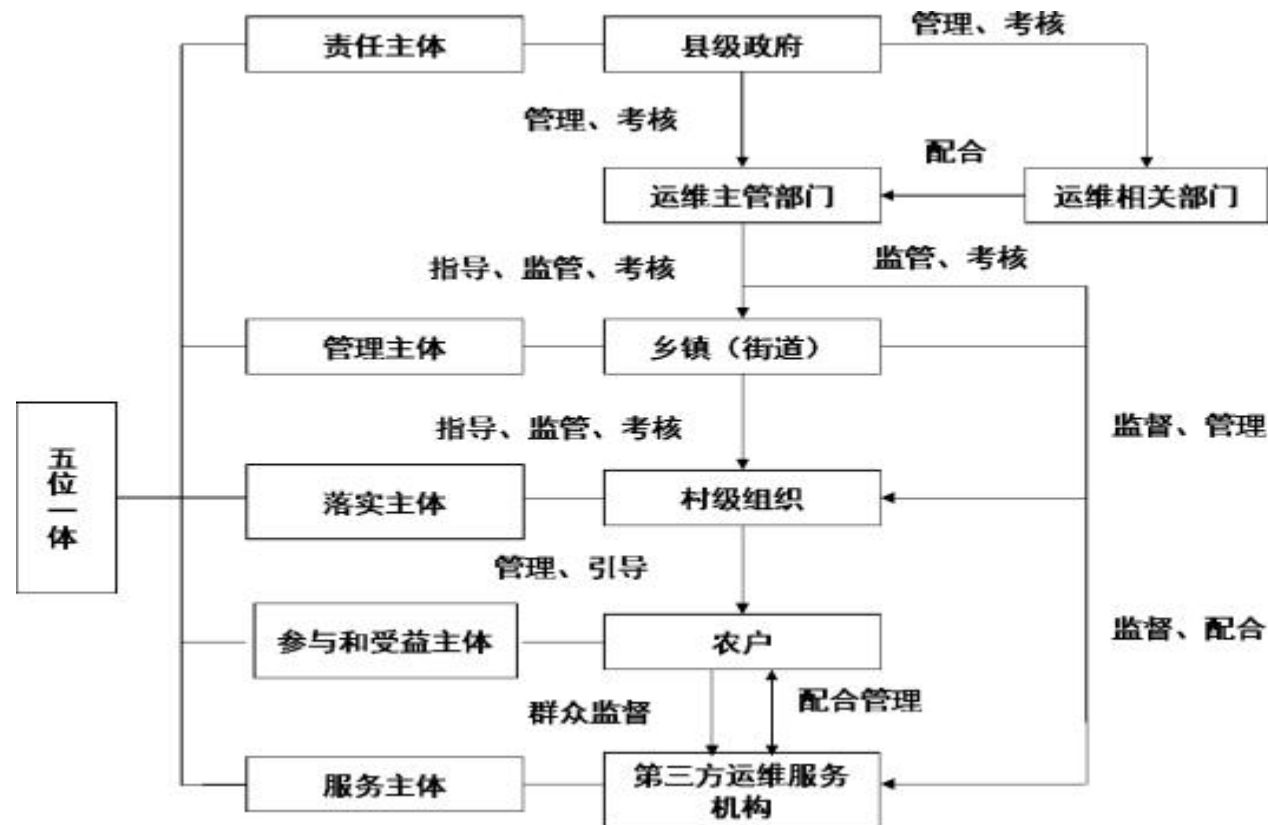 管理、考核
责任主体
县级政府
管理、考核
配合
运维主管部门
运维相关部门
指导、监管、考核
监管、考核
管理主体
乡镇（街道）
指导、监管、考核
监督、管理
五位一体
落实主体
村级组织
管理、引导
参与和受益主体
农户
监督、配合
群众监督
配合管理
服务主体
第三方运维服务
机构